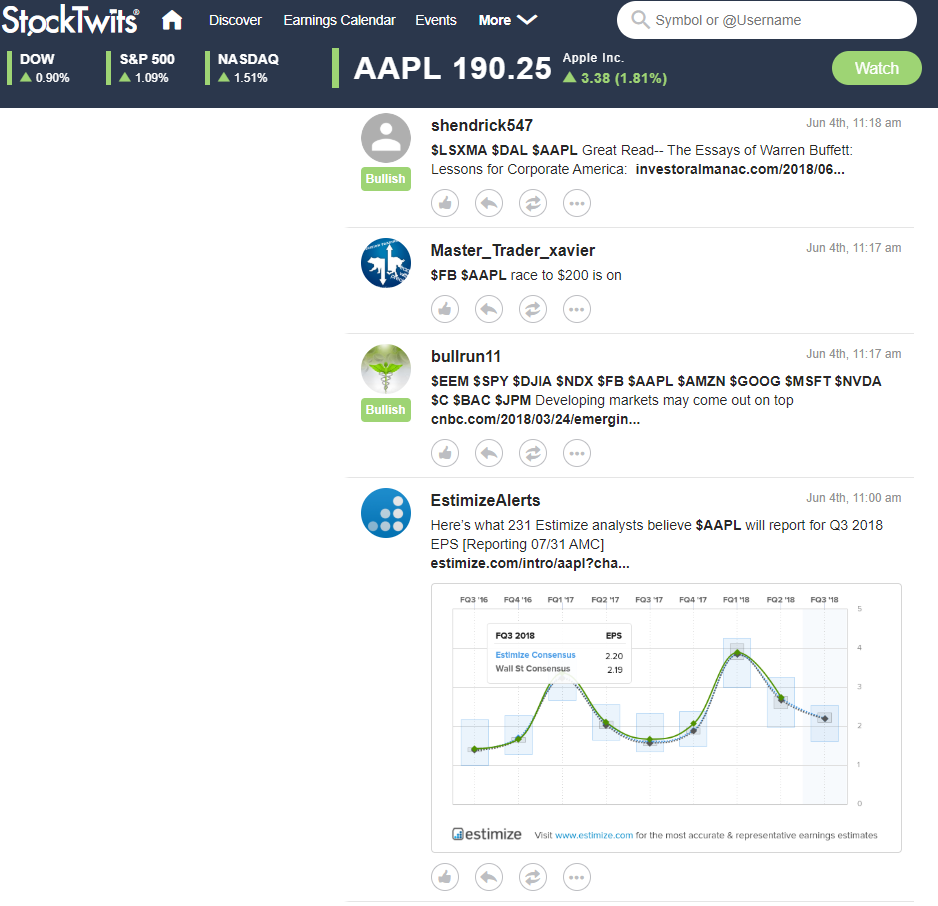 StockTwits®
Discover
Earnings Calendar
Events
More
Symbol or @Username
DOW
0.90%
S&P 500
1.09%
NASDAQ
1.51%
AAPL 190.25
Apple Inc.
3.38 (1.81%)
Watch
shendrick547
Jun 4th, 11:18 am
Bullish
$LSXMA $DAL $AAPL Great Read-- The Essays of Warren Buffett:
Lessons for Corporate America: investoralmanac.com/2018/06...
Master_Trader_xavier
Jun 4th, 11:17 am
$FB $AAPL race to $200 is on
bullrun11
Jun 4th, 11:17 am
Bullish
$EEM $SPY $DJIA $NDX $FB $AAPL $AMZN $GOOG $MSFT $NVDA
$C $BAC $JPM Developing markets may come out on top
cnbc.com/2018/03/24/emergin...
EstimizeAlerts
Jun 4th, 11:00 am
Here's what 231 Estimize analysts believe $AAPL will report for Q3 2018
EPS [Reporting 07/31 AMC]
estimize.com/intro/aapl?cha...
FQ3 '16 FQ4 '16 FQ1 '17 FQ2 '17 FQ3 '17 FQ4 '17 FQ1 '18 FQ2 '18 FQ3 '18
5
4
3
2
1
0
FQ3 2018 EPS
Estimize Consensus 2.20
Wall St Consensus 2.19
estimize
Visit www.estimize.com for the most accurate & representative earnings estimates